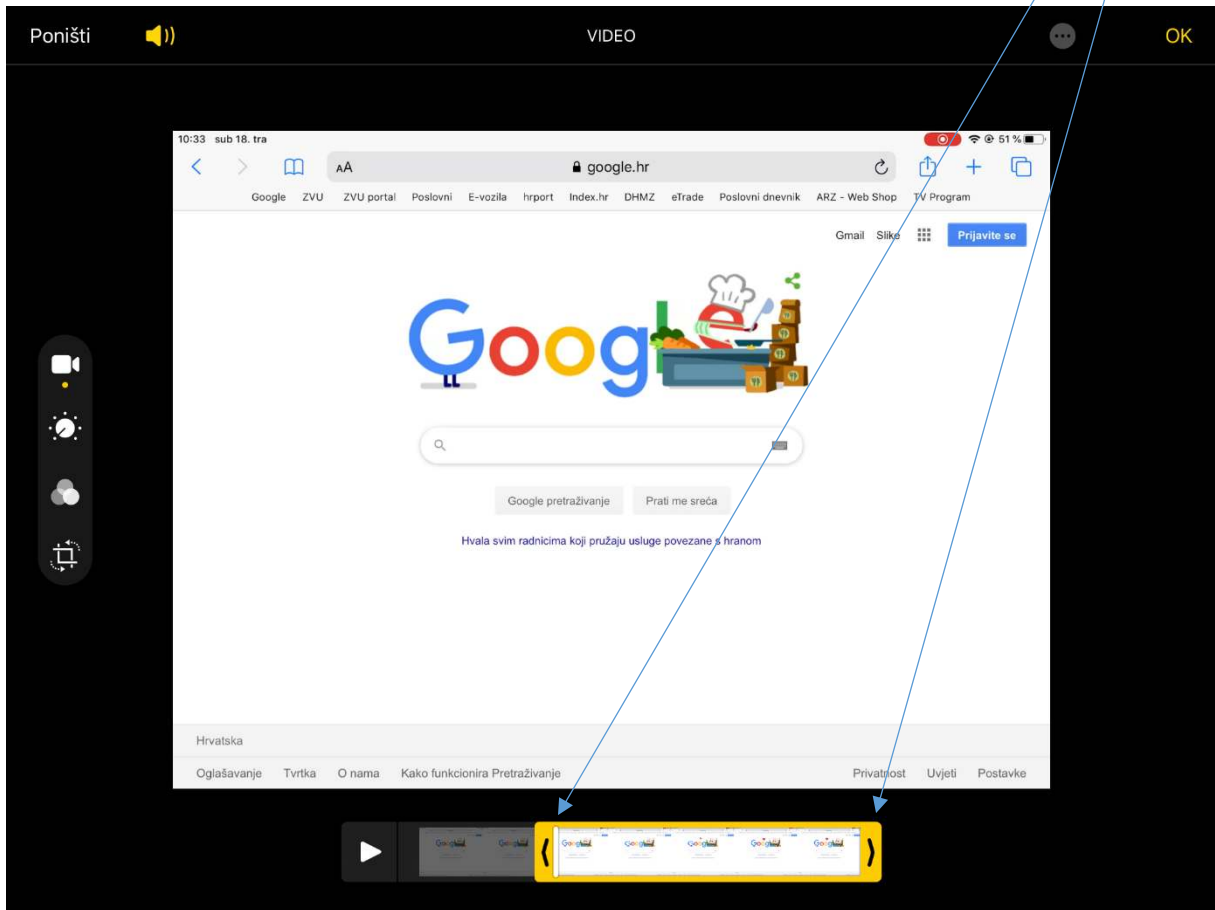 Poništi VIDEO OK
10:33 sub 18. tra 51 %
AA google.hr
Google ZVU ZVU portal Poslovni E-vozila hrport Index.hr DHMZ eTrade Poslovni dnevnik ARZ - Web Shop TV Program
Gmail Slike Prijavite se
Google
Google pretraživanje Prati me sreća
Hvala svim radnicima koji pružaju usluge povezane s hranom
Hrvatska
Oglašavanje Tvrtka O nama Kako funkcionira Pretraživanje Privatnost Uvjeti Postavke